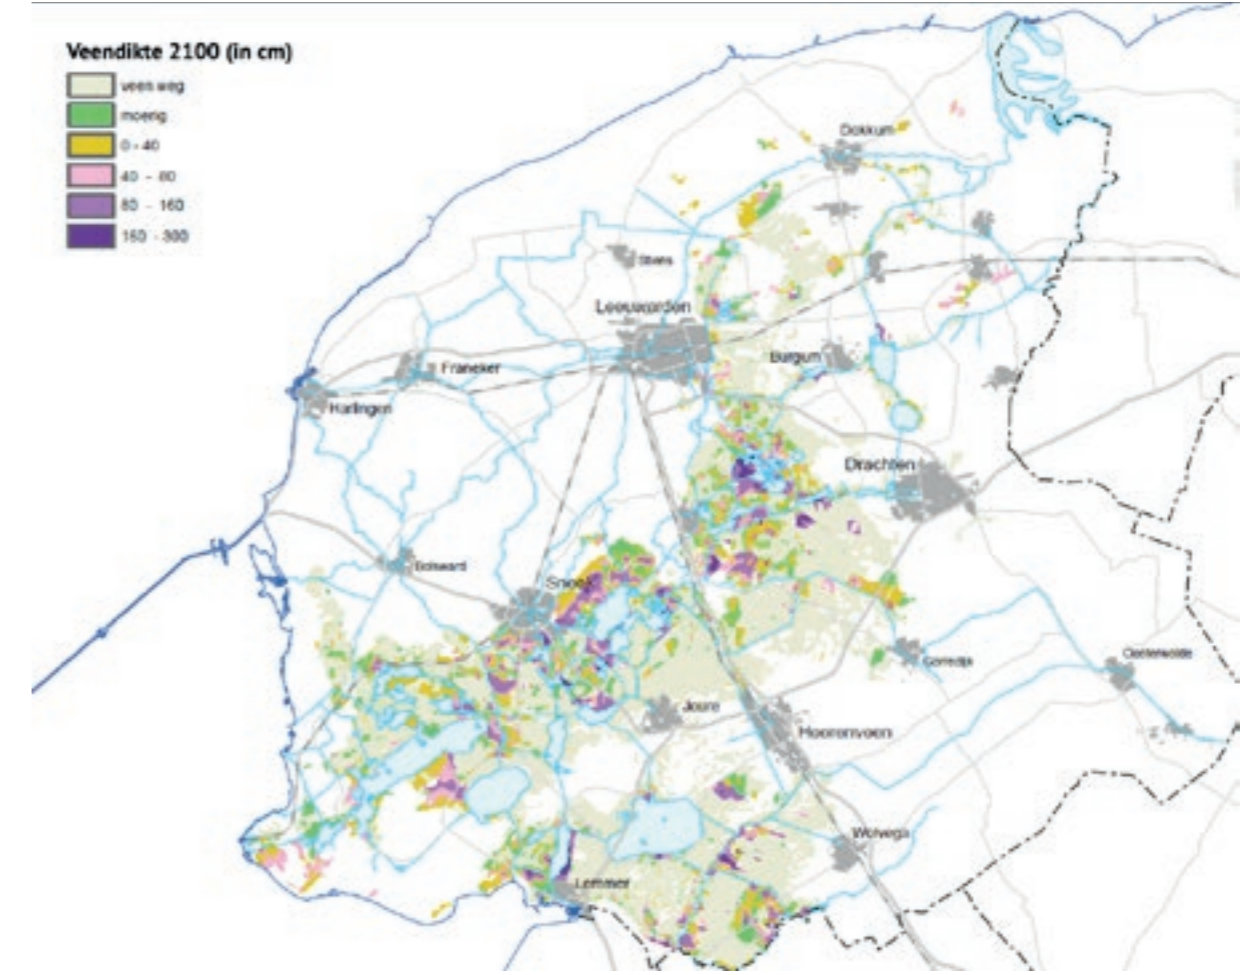 Veendikte 2100 (in cm)
veen weg
moerig
0 - 40
40 - 80
80 - 160
160 - 300
Dokkum
Stiens
Leeuwarden
Burgum
Franeker
Harlingen
Drachten
Bolsward
Sneek
Gorredijk
Oosterwolde
Joure
Heerenveen
Wolvega
Lemmer